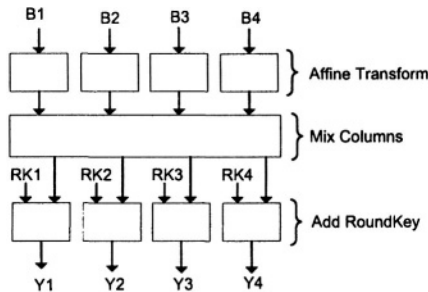 B1 B2 B3 B4
Affine Transform
Mix Columns
RK1 RK2 RK3 RK4
Add RoundKey
Y1 Y2 Y3 Y4